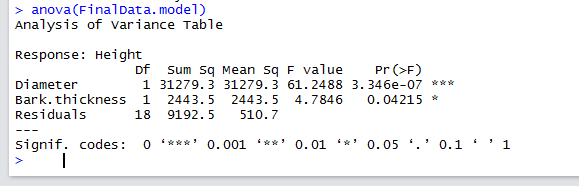 > anova(FinalData.model)
Analysis of Variance Table

Response: Height
               Df  Sum Sq Mean Sq F value    Pr(>F)    
Diameter        1 31279.3 31279.3 61.2488 3.346e-07 ***
Bark.thickness  1  2443.5  2443.5  4.7846   0.04215 *  
Residuals      18  9192.5   510.7                      
---
Signif. codes:  0 ‘***’ 0.001 ‘**’ 0.01 ‘*’ 0.05 ‘.’ 0.1 ‘ ’ 1
>